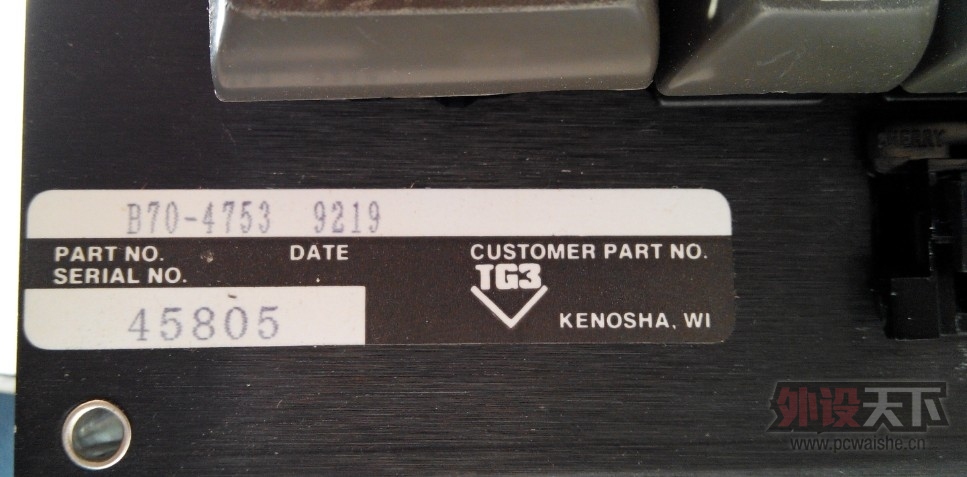 CHERRY
B70-4753 9219
PART NO. DATE CUSTOMER PART NO.
SERIAL NO.
TG3
45805
KENOSHA, WI
外设天下
www.pcwaishe.cn